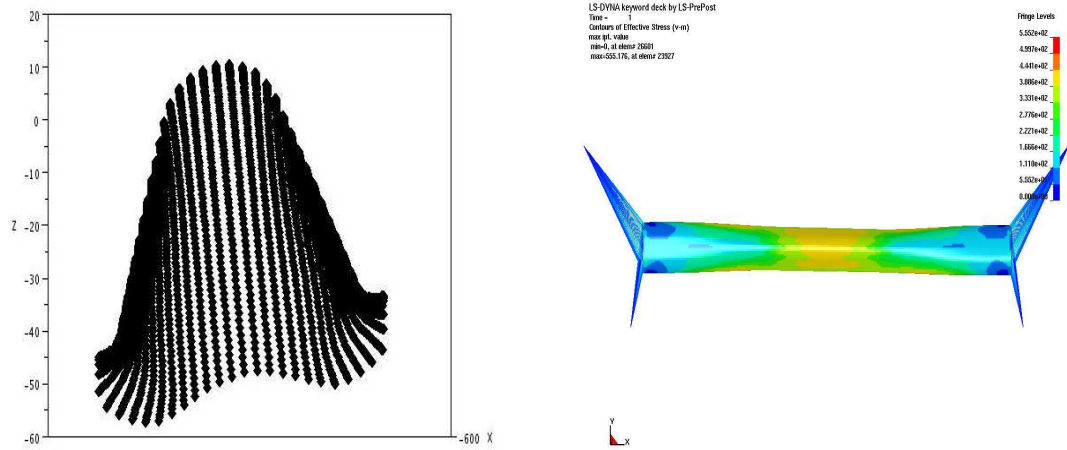 20
10
0
-10
Z -20
-30
-40
-50
-60
-600 X
LS-DYNA keyword deck by LS-PrePost
Time = 1
Contours of Effective Stress (v-m)
max ipt. value
min=0, at elem# 26601
max=555.176, at elem# 23927
Fringe Levels
5.552e+02
4.997e+02
4.441e+02
3.886e+02
3.331e+02
2.776e+02
2.221e+02
1.666e+02
1.110e+02
Y
X